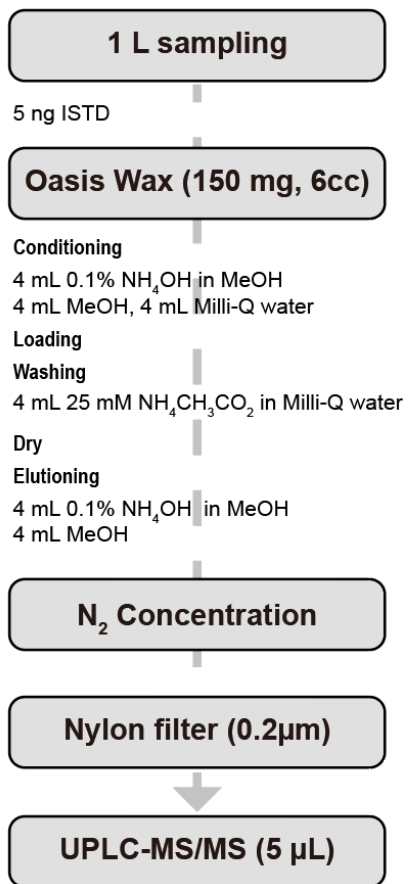 1 L sampling
5 ng ISTD
Oasis Wax (150 mg, 6cc)
Conditioning
4 mL 0.1% NH₄OH in MeOH
4 mL MeOH, 4 mL Milli-Q water
Loading
Washing
4 mL 25 mM NH₄CH₃CO₂ in Milli-Q water
Dry
Elutioning
4 mL 0.1% NH₄OH in MeOH
4 mL MeOH
N₂ Concentration
Nylon filter (0.2µm)
UPLC-MS/MS (5 µL)